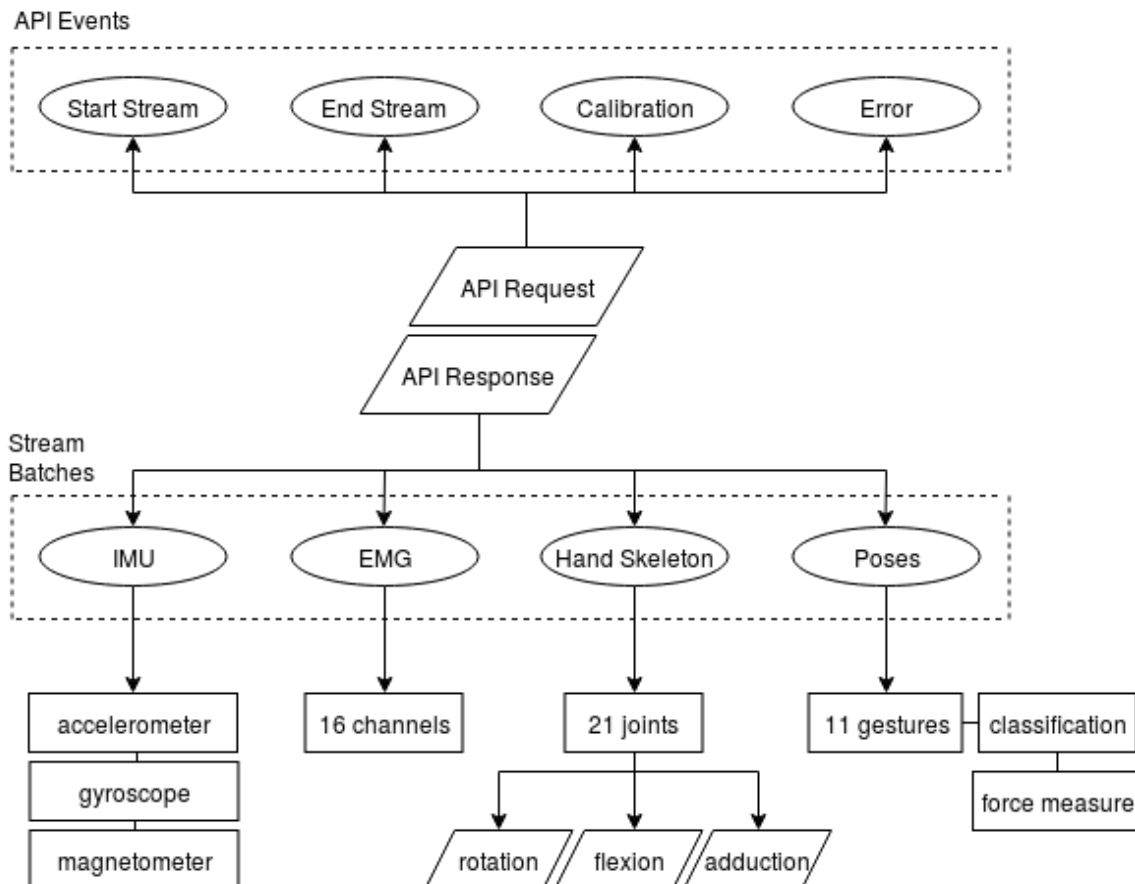 API Events
Start Stream
End Stream
Calibration
Error
API Request
API Response
Stream
Batches
IMU
EMG
Hand Skeleton
Poses
accelerometer
16 channels
21 joints
11 gestures
classification
gyroscope
force measure
magnetometer
rotation
flexion
adduction